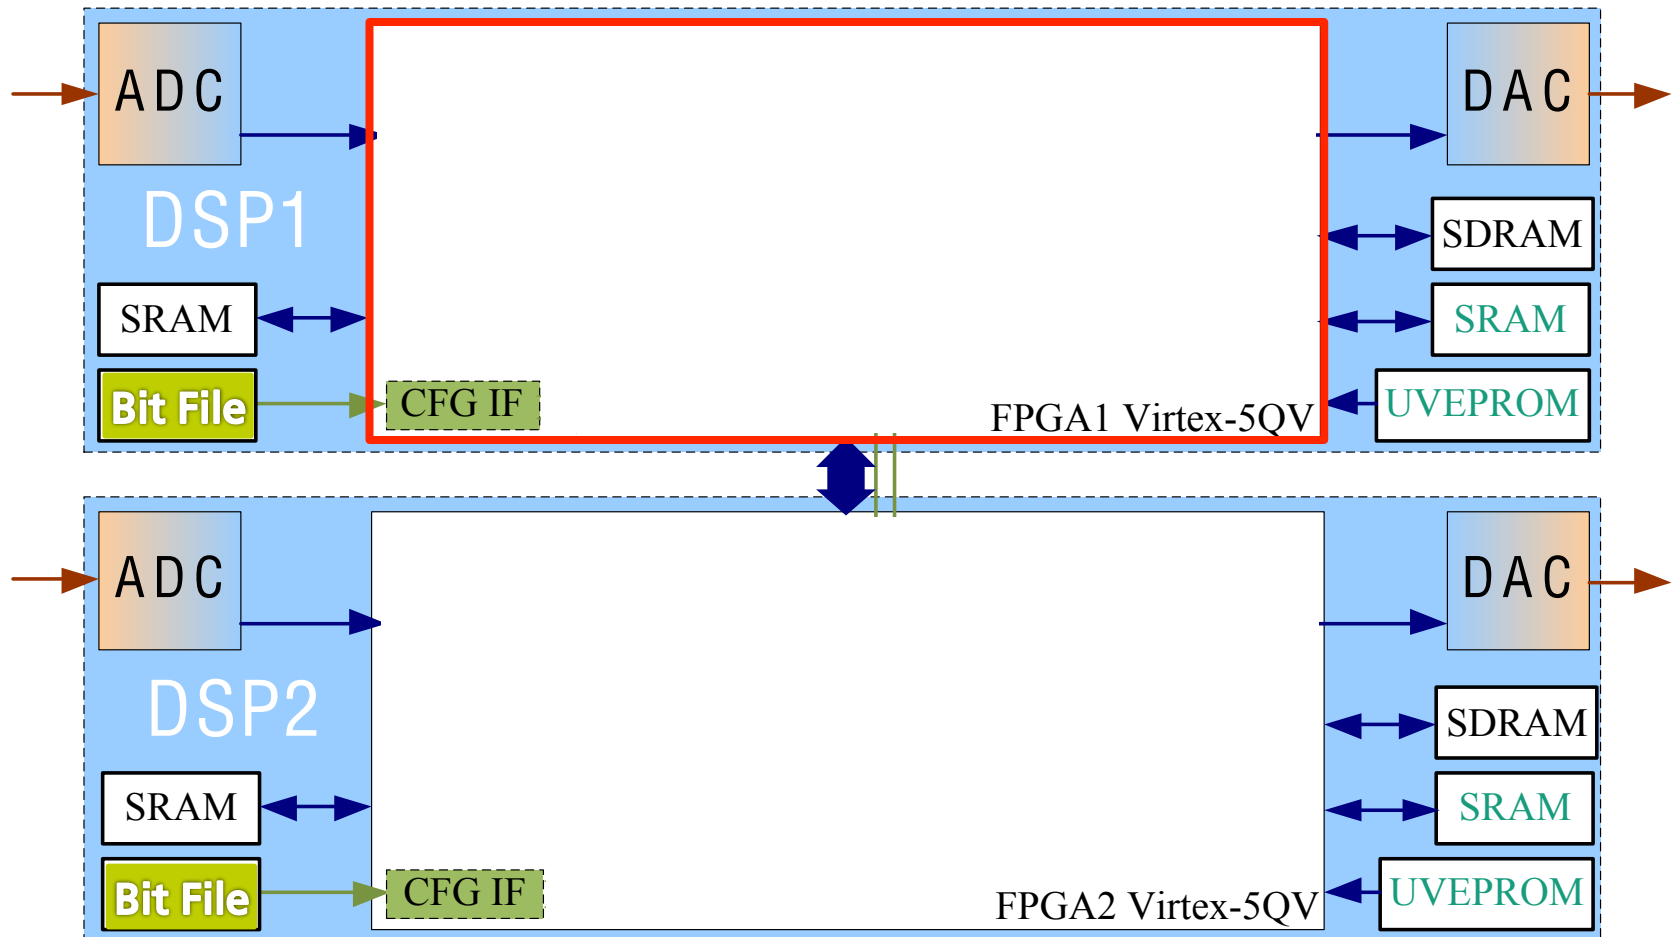 ADC
DAC
DSP1
SDRAM
SRAM
SRAM
Bit File
CFG IF
UVEPROM
FPGA1 Virtex-5QV
ADC
DAC
DSP2
SDRAM
SRAM
SRAM
Bit File
CFG IF
UVEPROM
FPGA2 Virtex-5QV